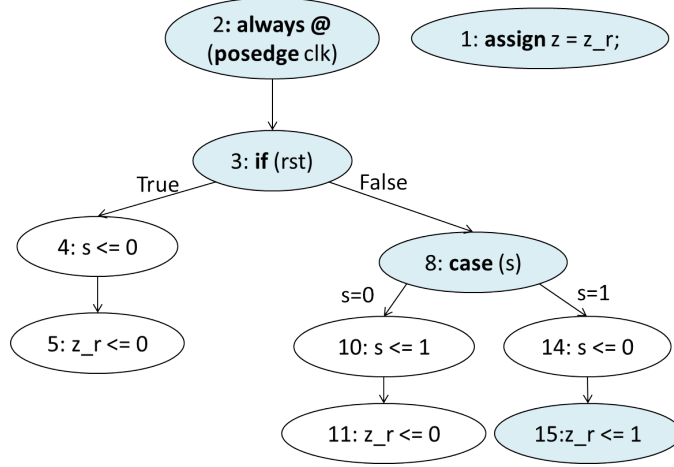 2: always @
(posedge clk)
1: assign z = z_r;
3: if (rst)
True
False
4: s <= 0
8: case (s)
s=0
s=1
5: z_r <= 0
10: s <= 1
14: s <= 0
11: z_r <= 0
15:z_r <= 1